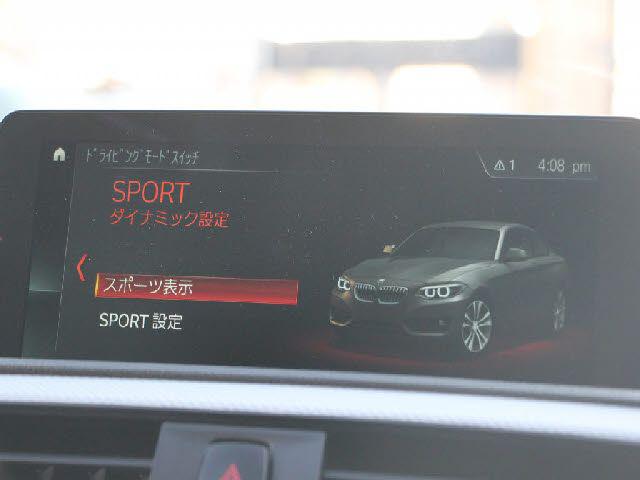 ﾄﾞﾗｲﾋﾞﾝｸﾞﾓｰﾄﾞｽｲｯﾁ
1
4:08 pm
SPORT
ダイナミック設定
スポーツ表示
SPORT 設定